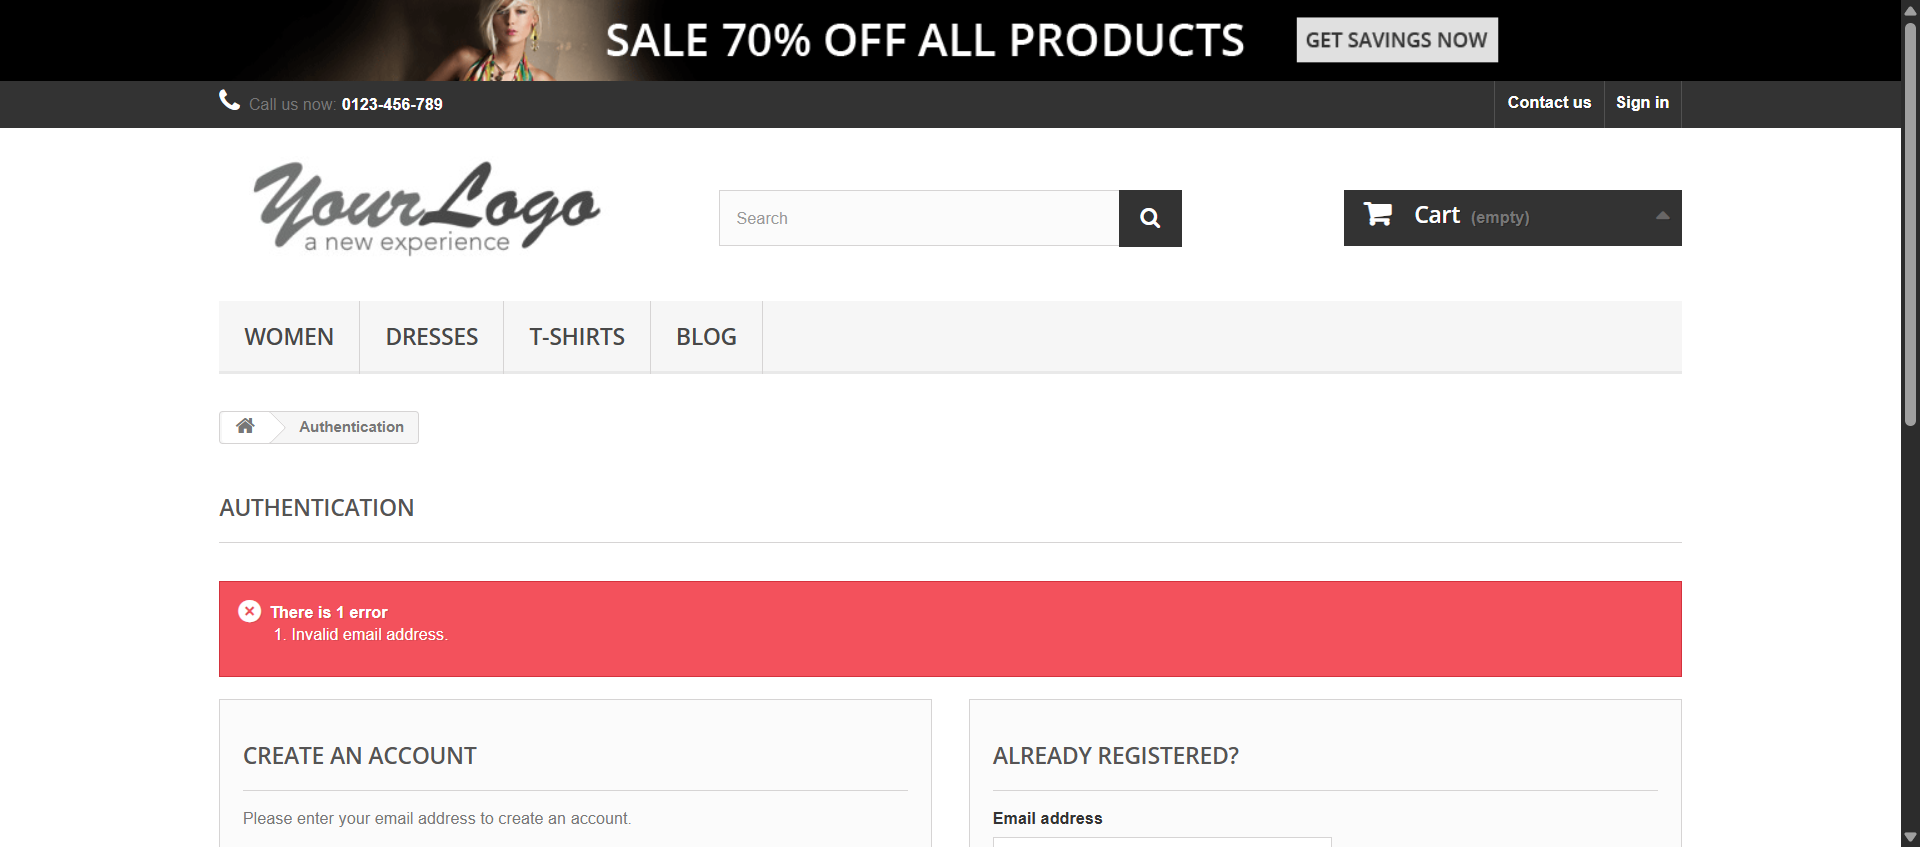 SALE 70% OFF ALL PRODUCTS
GET SAVINGS NOW
Call us now: 0123-456-789
Contact us
Sign in
YourLogo
a new experience
Search
Cart (empty)
WOMEN
DRESSES
T-SHIRTS
BLOG
Authentication
AUTHENTICATION
There is 1 error
1. Invalid email address.
CREATE AN ACCOUNT
Please enter your email address to create an account.
ALREADY REGISTERED?
Email address